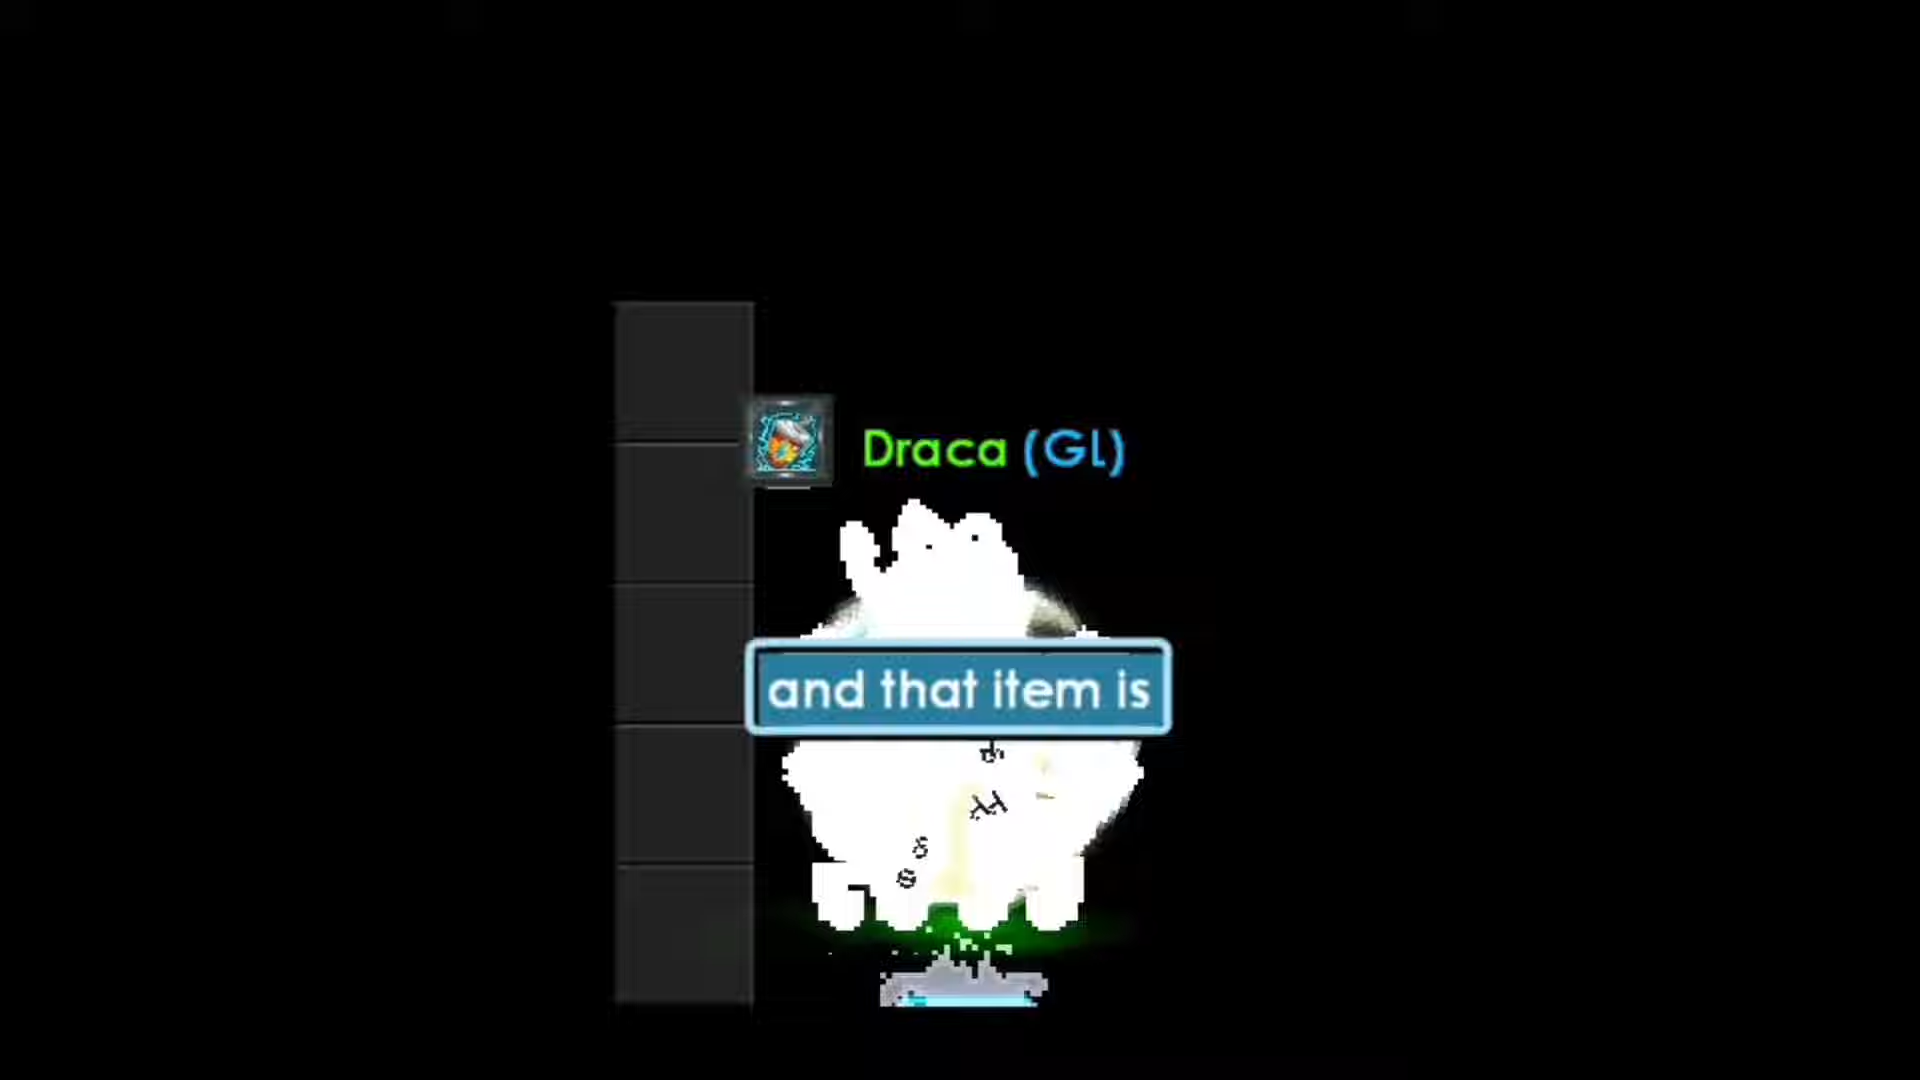 Draca (GL)
and that item is